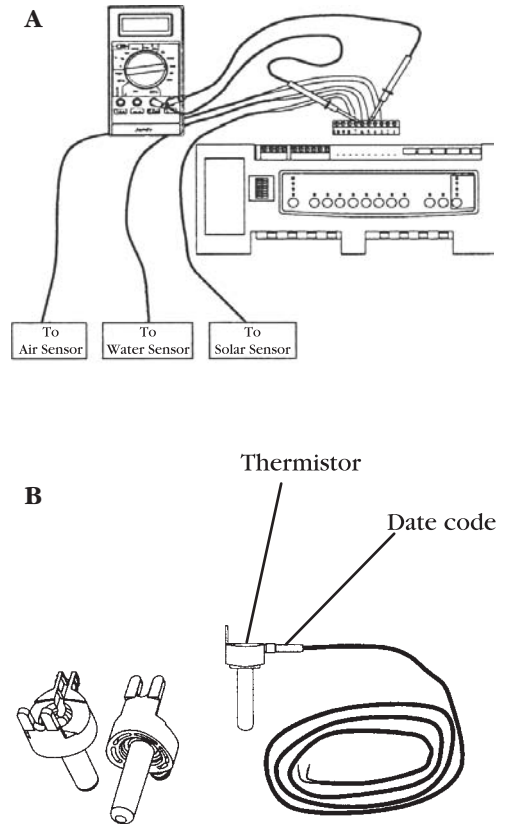 A
To
Air Sensor
To
Water Sensor
To
Solar Sensor
B
Thermistor
Date code